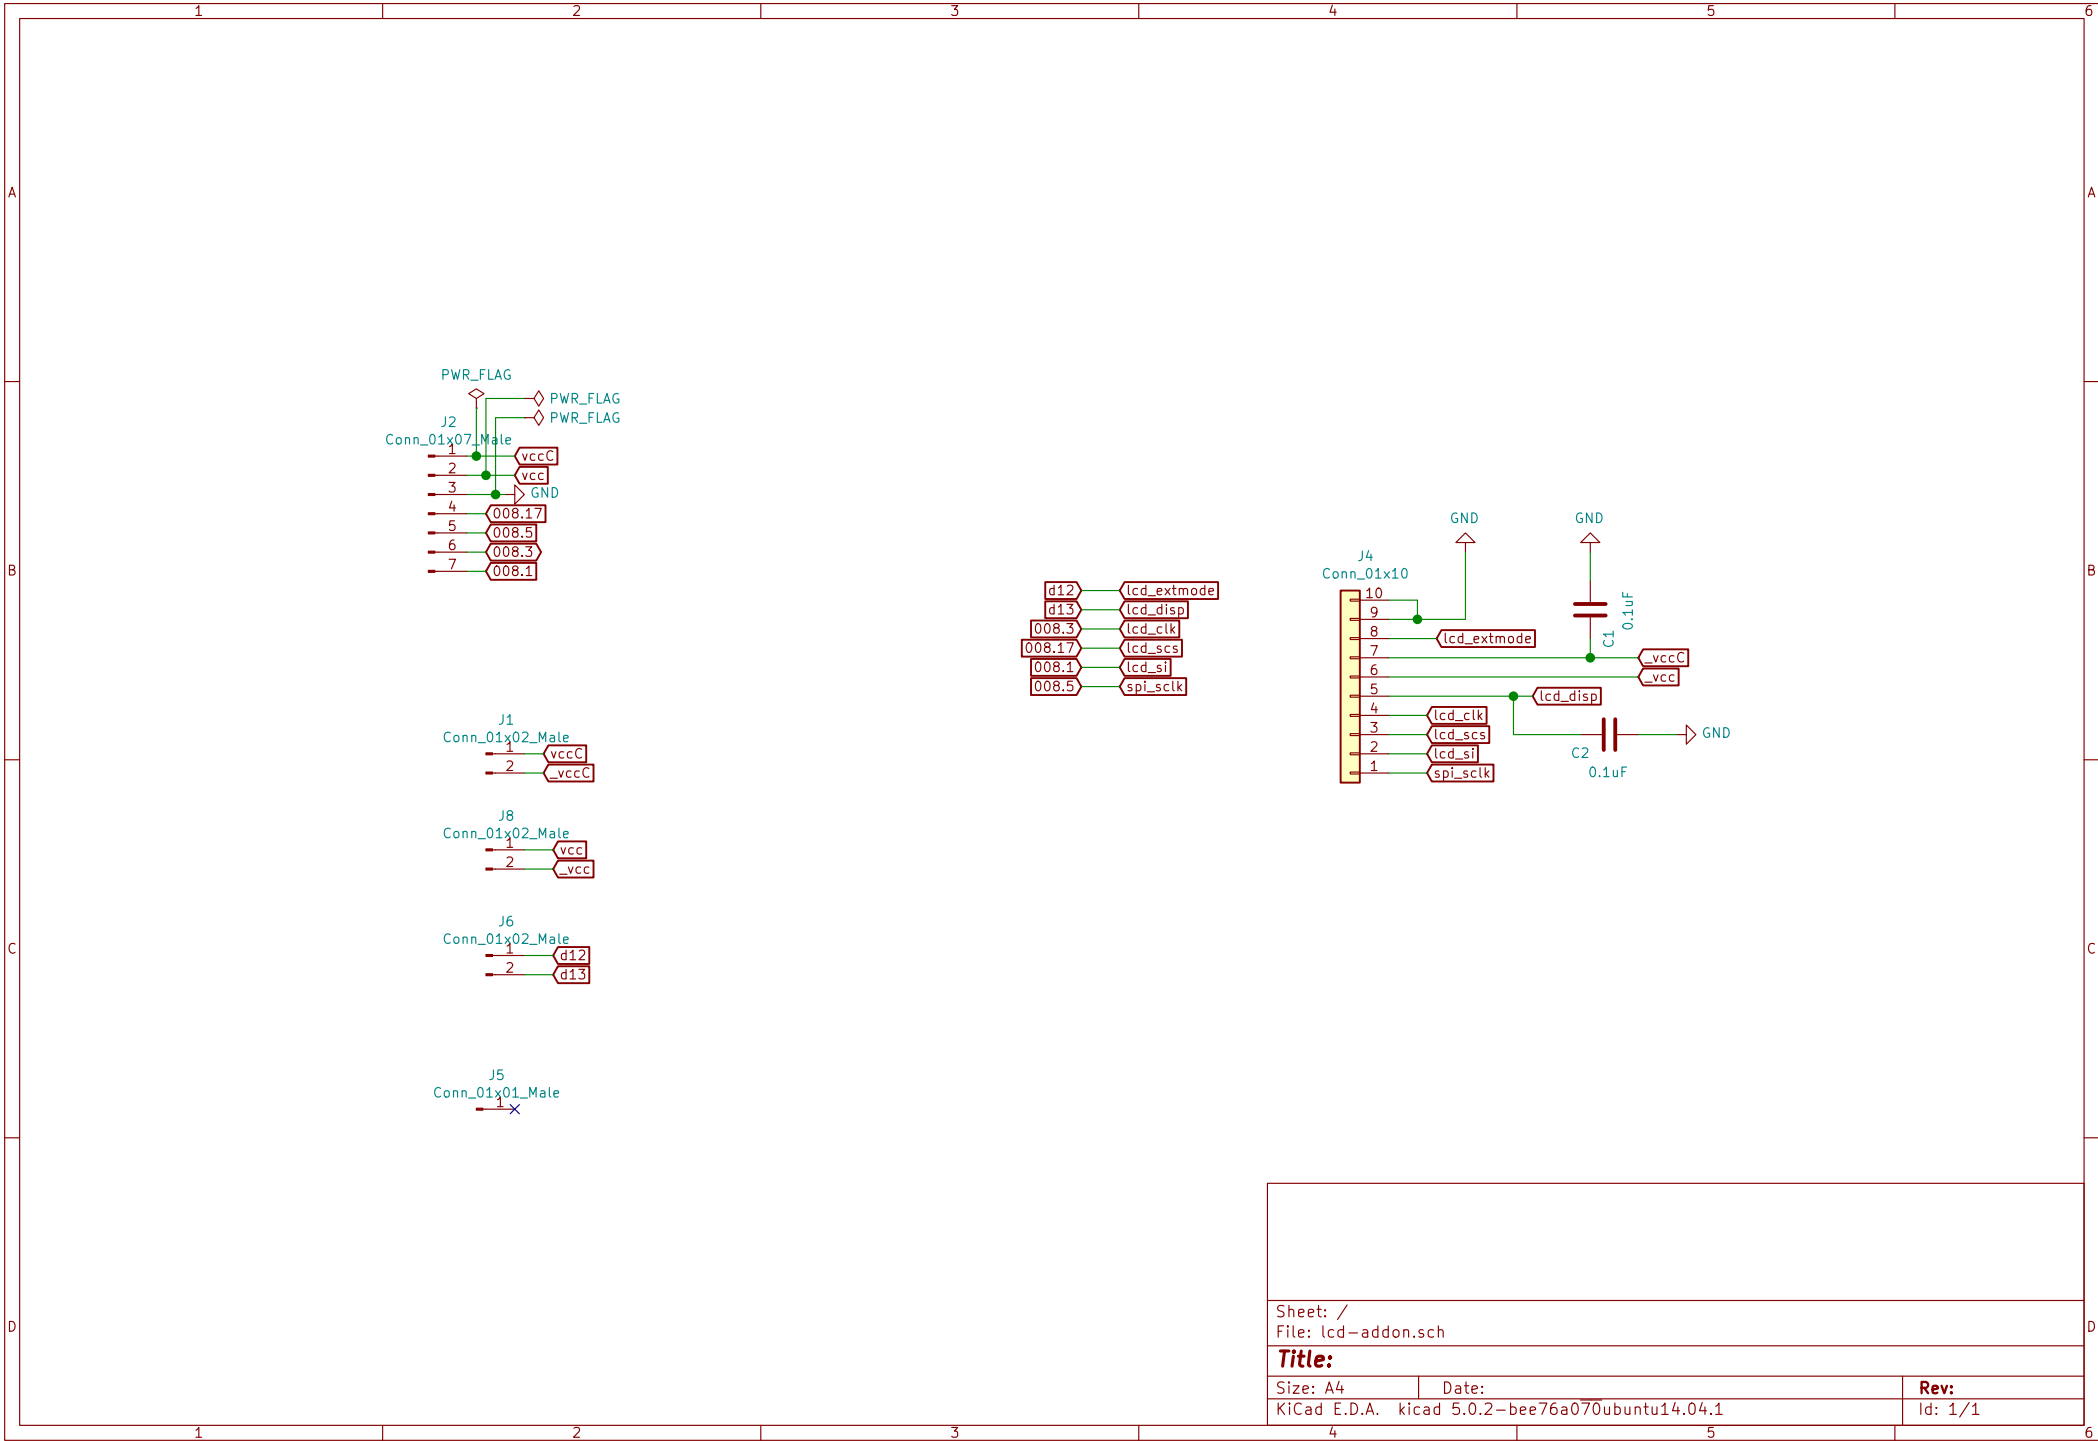 1 2 3 4 5 6
A A
PWR_FLAG
PWR_FLAG
PWR_FLAG
J2
Conn_01x07_Male
1 vccC
2 vcc
3 GND
4 008.17
5 008.5
6 008.3
7 008.1
B B
d12 lcd_extmode
d13 lcd_disp
008.3 lcd_clk
008.17 lcd_scs
008.1 lcd_si
008.5 spi_sclk
GND GND
J4
Conn_01x10
10
9
8 lcd_extmode
7 _vccC
6 _vcc
5 lcd_disp
4 lcd_clk
3 lcd_scs
2 lcd_si
1 spi_sclk
C1
0.1uF
C2
0.1uF
GND
J1
Conn_01x02_Male
1 vccC
2 _vccC
J8
Conn_01x02_Male
1 vcc
2 _vcc
C C
J6
Conn_01x02_Male
1 d12
2 d13
J5
Conn_01x01_Male
1
D D
Sheet: /
File: lcd-addon.sch
Title:
Size: A4 Date: Rev:
KiCad E.D.A. kicad 5.0.2-bee76a070ubuntu14.04.1 Id: 1/1
1 2 3 4 5 6